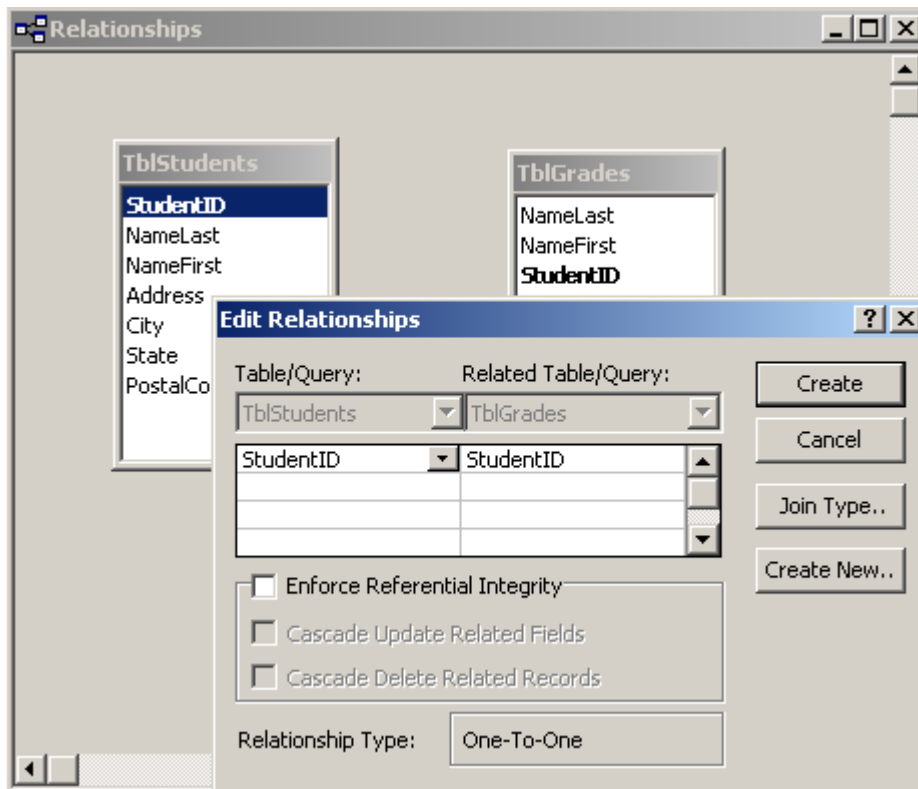 Relationships
TblStudents
StudentID
NameLast
NameFirst
Address
City
State
PostalCo
TblGrades
NameLast
NameFirst
StudentID
Edit Relationships
Table/Query: Related Table/Query:
TblStudents TblGrades
StudentID StudentID
Enforce Referential Integrity
Cascade Update Related Fields
Cascade Delete Related Records
Relationship Type: One-To-One
Create
Cancel
Join Type..
Create New..